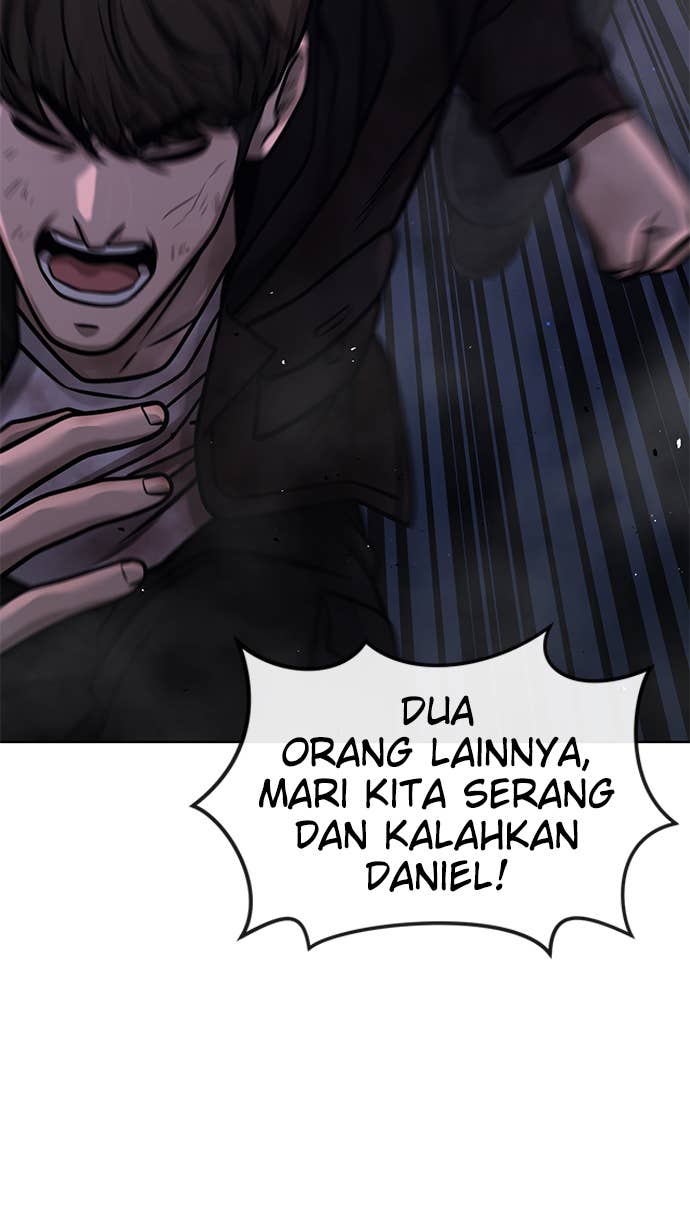 DUA
ORANG LAINNYA,
MARI KITA SERANG
DAN KALAHKAN
DANIEL!